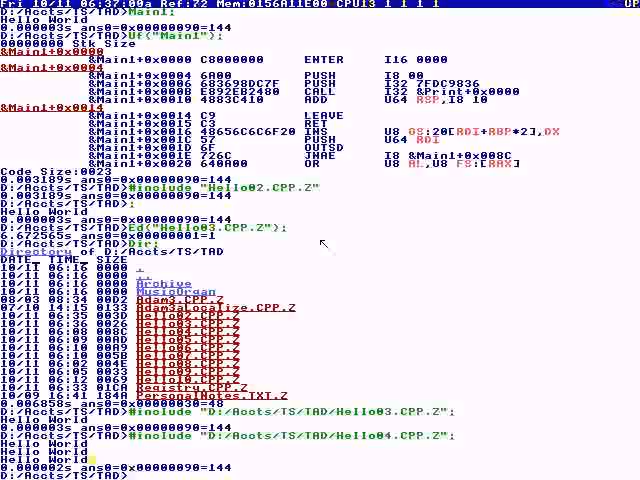 Fri 10/11 06:37:00a Ref:72 Mem:0156A11E00 CPU13 1 1 1 1
D:/Accts/TS/TAD>Main1;
Hello World
0.000003s ans0=0x00000090=144
D:/Accts/TS/TAD>Uf("Main1");
00000000 Stk Size
&Main1+0x0000
&Main1+0x0000 C8000000 ENTER I16 0000
&Main1+0x0004
&Main1+0x0004 6A00 PUSH I8 00
&Main1+0x0006 683698DC7F PUSH I32 7FDC9836
&Main1+0x000B E892EB2480 CALL I32 &Print+0x0000
&Main1+0x0010 4883C410 ADD U64 RSP,I8 10
&Main1+0x0014
&Main1+0x0014 C9 LEAVE
&Main1+0x0015 C3 RET
&Main1+0x0016 48656C6C6F20 INS U8 GS:20[RDI+RBP*2],DX
&Main1+0x001C 57 PUSH U64 RDI
&Main1+0x001D 6F OUTSD
&Main1+0x001E 726C JNAE I8 &Main1+0x008C
&Main1+0x0020 640A00 OR U8 AL,U8 FS:[RAX]
Code Size:0023
0.003189s ans0=0x00000090=144
D:/Accts/TS/TAD>#include "Hello02.CPP.Z"
0.003189s ans0=0x00000090=144
D:/Accts/TS/TAD>;
Hello World
0.000003s ans0=0x00000090=144
D:/Accts/TS/TAD>Ed("Hello03.CPP.Z");
6.672565s ans0=0x00000001=1
D:/Accts/TS/TAD>Dir;
Directory of D:/Accts/TS/TAD
DATE_ TIME_ SIZE
10/11 06:16 0000 .
10/11 06:16 0000 ..
10/11 06:16 0000 Archive
10/11 06:16 0000 MusicOrgan
08/03 08:34 00D2 Adam3.CPP.Z
07/10 14:15 0133 Adam3aLocalize.CPP.Z
10/11 06:35 003D Hello02.CPP.Z
10/11 06:36 0026 Hello03.CPP.Z
10/11 06:08 008C Hello04.CPP.Z
10/11 06:09 00AD Hello05.CPP.Z
10/11 06:10 00A9 Hello06.CPP.Z
10/11 06:10 005B Hello07.CPP.Z
10/11 06:02 004E Hello08.CPP.Z
10/11 06:05 0033 Hello09.CPP.Z
10/11 06:12 0069 Hello10.CPP.Z
10/11 06:33 01CA Registry.CPP.Z
10/09 16:41 184A PersonalNotes.TXT.Z
0.006858s ans0=0x00000030=48
D:/Accts/TS/TAD>#include "D:/Accts/TS/TAD/Hello03.CPP.Z";
Hello World
0.000003s ans0=0x00000090=144
D:/Accts/TS/TAD>#include "D:/Accts/TS/TAD/Hello04.CPP.Z";
Hello World
Hello World
Hello World
0.000002s ans0=0x00000090=144
D:/Accts/TS/TAD>